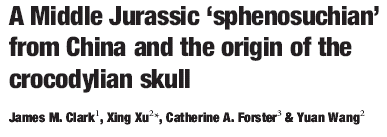 A Middle Jurassic ‘sphenosuchian’
from China and the origin of the
crocodylian skull
James M. Clark¹, Xing Xu²*, Catherine A. Forster³ & Yuan Wang²